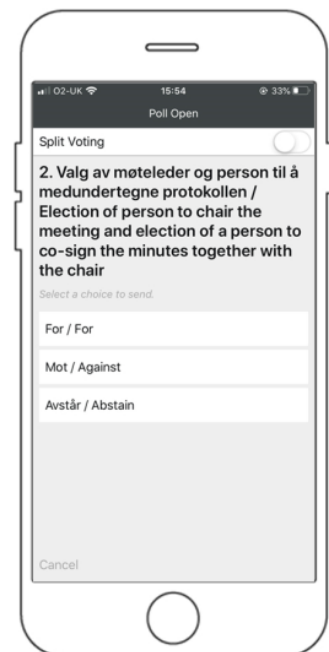 O2-UK 15:54 33%
Poll Open
Split Voting
2. Valg av møteleder og person til å
medundertegne protokollen /
Election of person to chair the
meeting and election of a person to
co-sign the minutes together with
the chair
Select a choice to send.
For / For
Mot / Against
Avstår / Abstain
Cancel